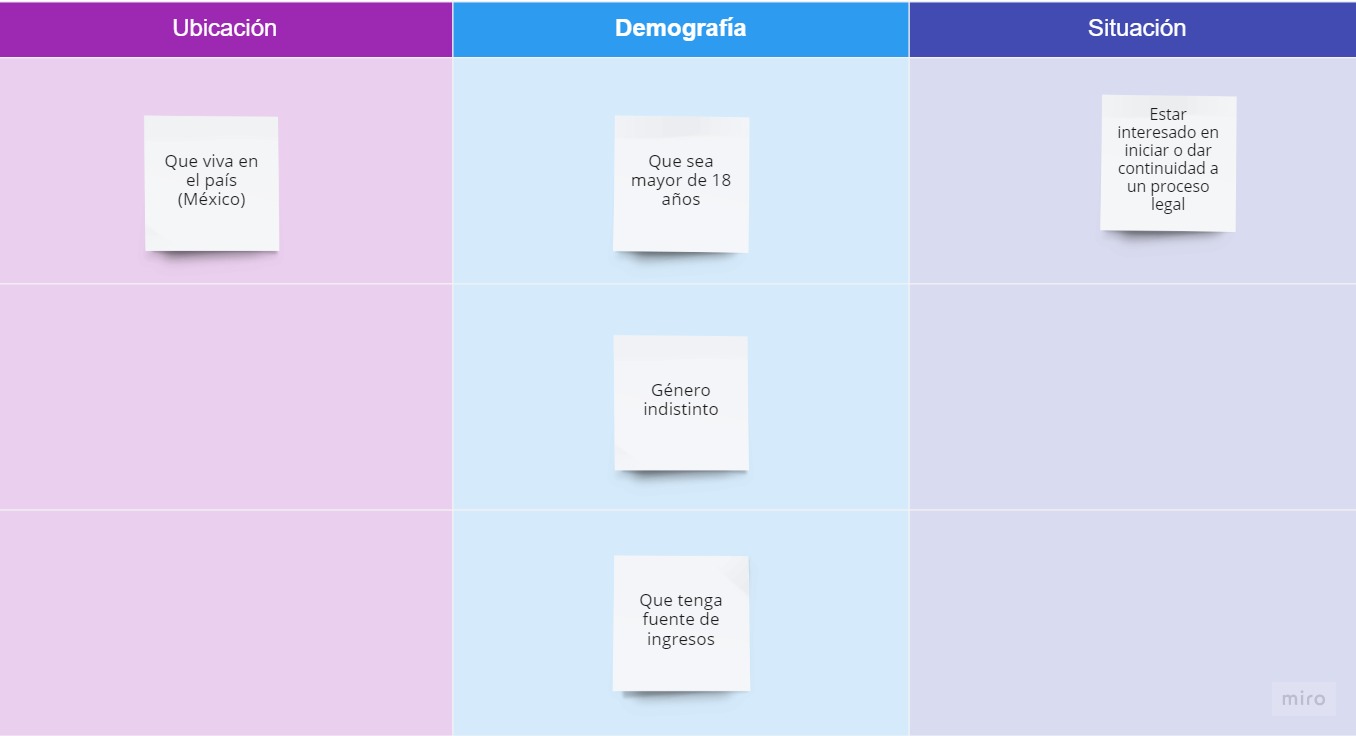 Ubicación
Demografía
Situación
Que viva en
el país
(México)
Que sea
mayor de 18
años
Estar
interesado en
iniciar o dar
continuidad a
un proceso
legal
Género
indistinto
Que tenga
fuente de
ingresos
miro